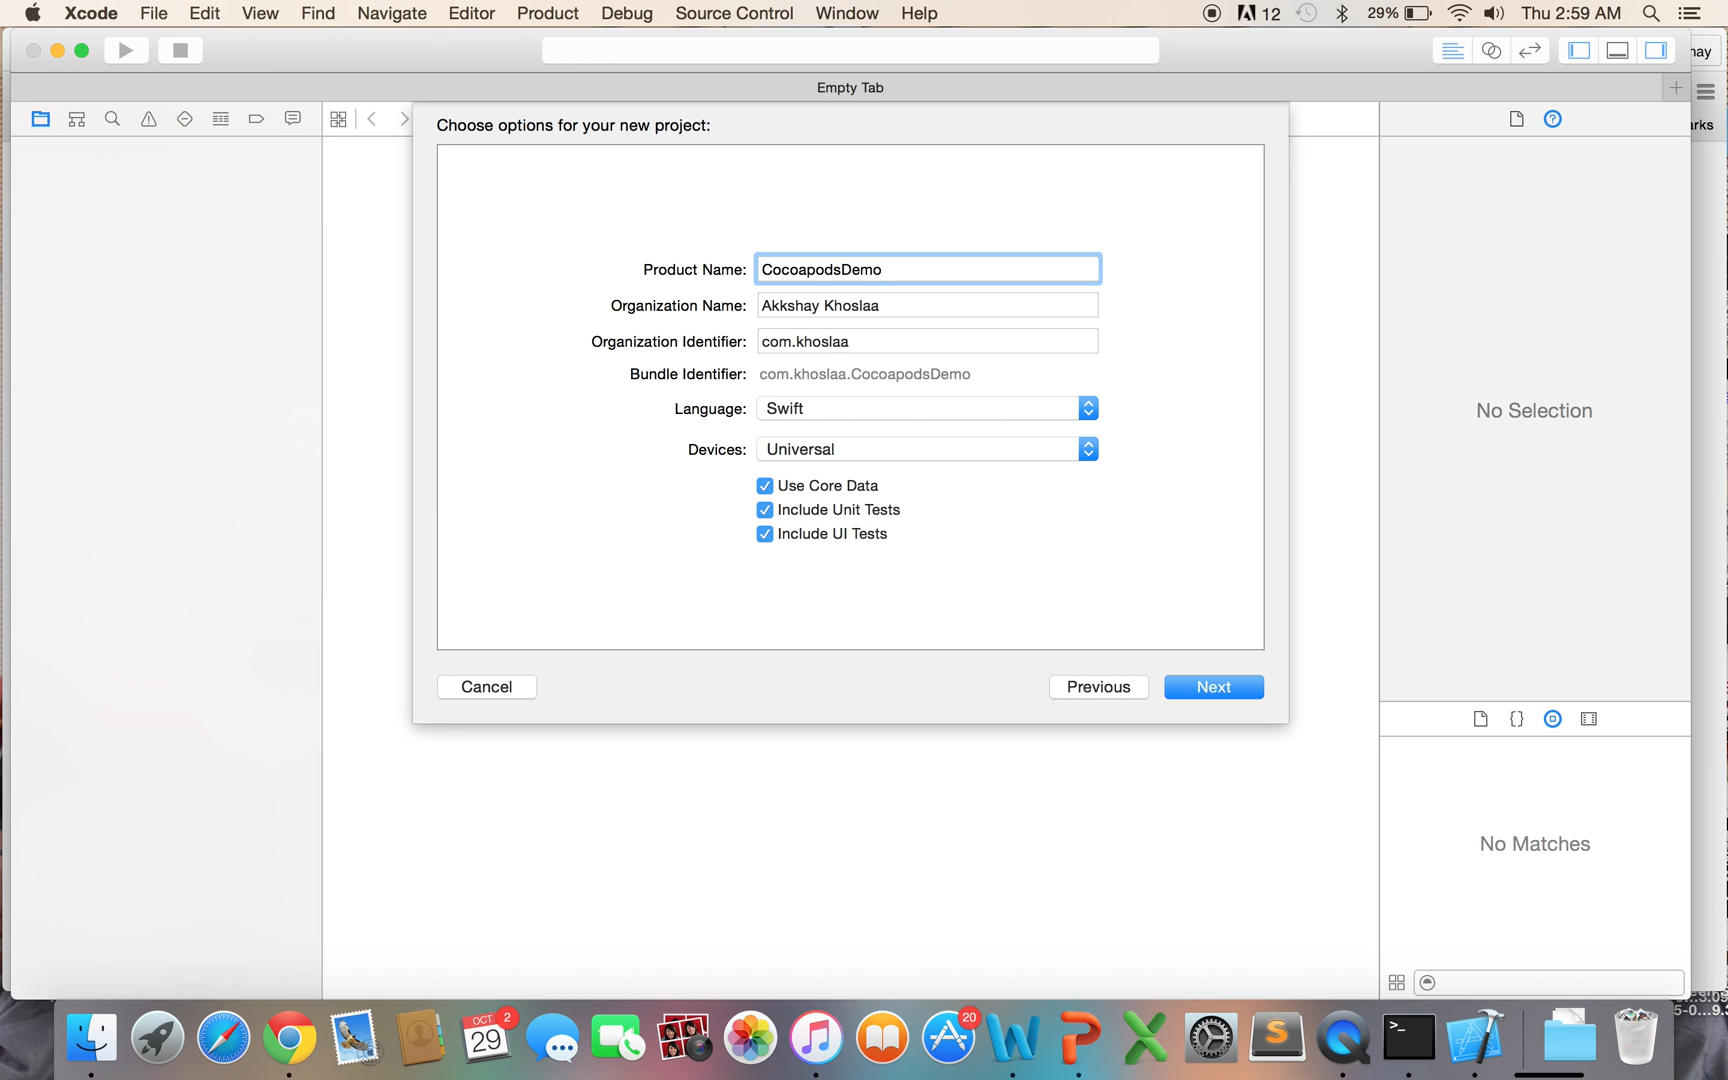 Xcode File Edit View Find Navigate Editor Product Debug Source Control Window Help 12 29% Thu 2:59 AM
Empty Tab
Choose options for your new project:
Product Name: CocoapodsDemo
Organization Name: Akkshay Khoslaa
Organization Identifier: com.khoslaa
Bundle Identifier: com.khoslaa.CocoapodsDemo
Language: Swift
Devices: Universal
Use Core Data
Include Unit Tests
Include UI Tests
Cancel Previous Next
No Selection
No Matches
OCT 29 2
20